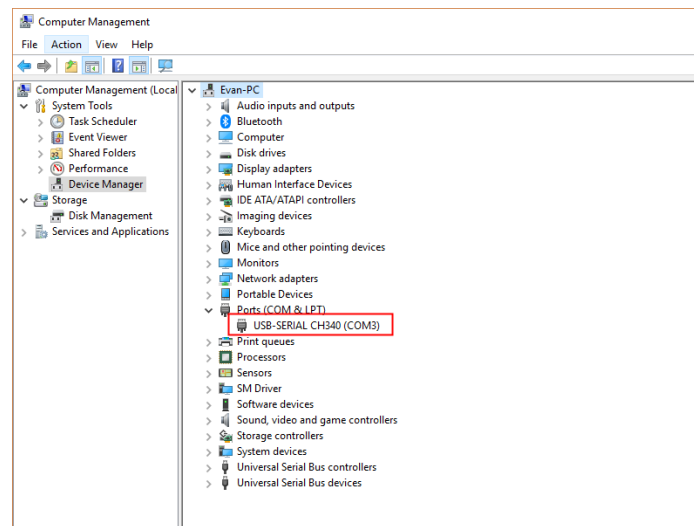 Computer Management
File Action View Help
Computer Management (Local
System Tools
Task Scheduler
Event Viewer
Shared Folders
Performance
Device Manager
Storage
Disk Management
Services and Applications
Evan-PC
Audio inputs and outputs
Bluetooth
Computer
Disk drives
Display adapters
Human Interface Devices
IDE ATA/ATAPI controllers
Imaging devices
Keyboards
Mice and other pointing devices
Monitors
Network adapters
Portable Devices
Ports (COM & LPT)
USB-SERIAL CH340 (COM3)
Print queues
Processors
Sensors
SM Driver
Software devices
Sound, video and game controllers
Storage controllers
System devices
Universal Serial Bus controllers
Universal Serial Bus devices